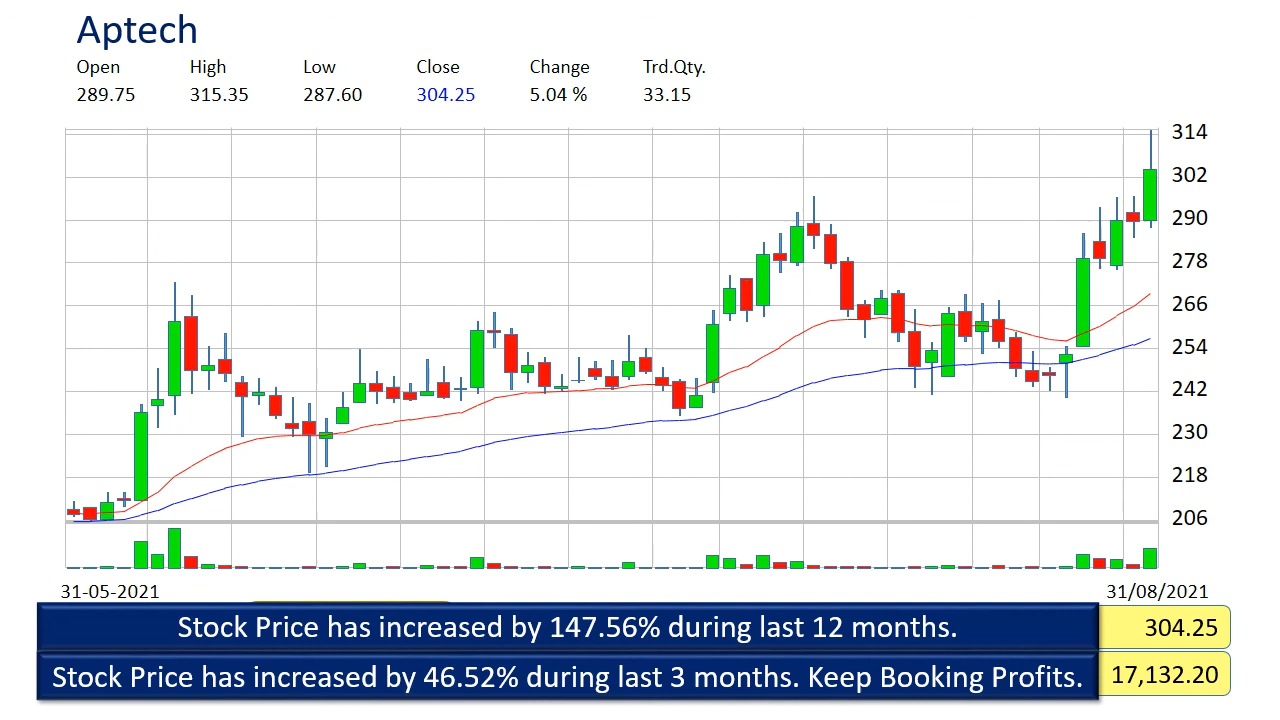 Aptech
Open High Low Close Change Trd.Qty.
289.75 315.35 287.60 304.25 5.04 % 33.15
314
302
290
278
266
254
242
230
218
206
31-05-2021 31/08/2021
Stock Price has increased by 147.56% during last 12 months. 304.25
Stock Price has increased by 46.52% during last 3 months. Keep Booking Profits. 17,132.20